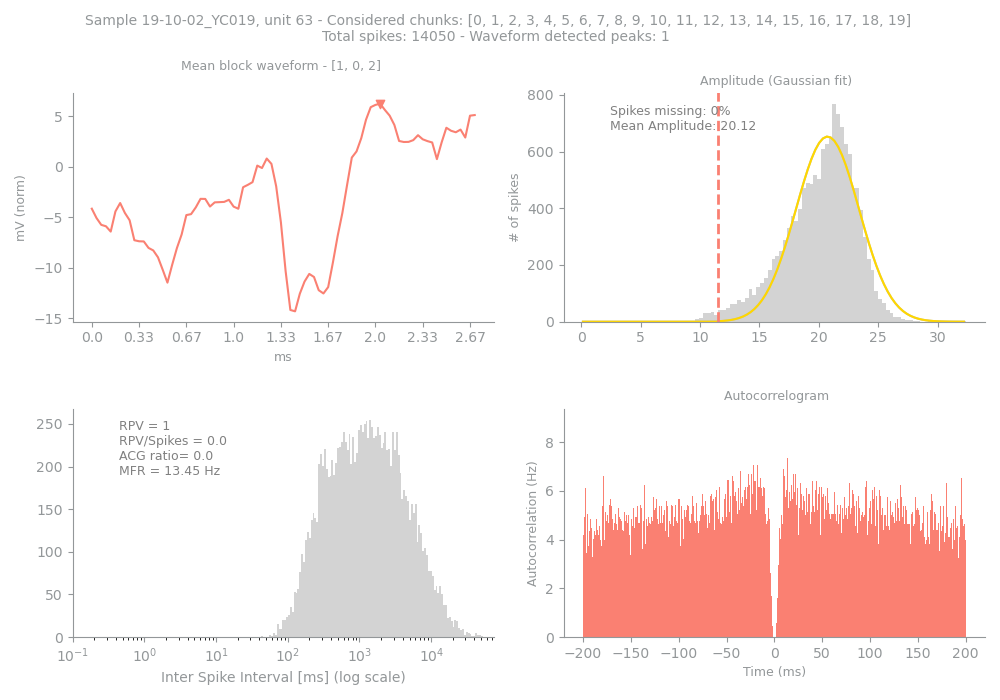 Sample 19-10-02_YC019, unit 63 - Considered chunks: [0, 1, 2, 3, 4, 5, 6, 7, 8, 9, 10, 11, 12, 13, 14, 15, 16, 17, 18, 19]
Total spikes: 14050 - Waveform detected peaks: 1
Mean block waveform - [1, 0, 2]
mV (norm)
5
0
−5
−10
−15
0.0 0.33 0.67 1.0 1.33 1.67 2.0 2.33 2.67
ms
Amplitude (Gaussian fit)
Spikes missing: 0%
Mean Amplitude: 20.12
# of spikes
800
600
400
200
0
0 5 10 15 20 25 30
RPV = 1
RPV/Spikes = 0.0
ACG ratio= 0.0
MFR = 13.45 Hz
250
200
150
100
50
0
10⁻¹ 10⁰ 10¹ 10² 10³ 10⁴
Inter Spike Interval [ms] (log scale)
Autocorrelogram
Autocorrelation (Hz)
8
6
4
2
0
−200 −150 −100 −50 0 50 100 150 200
Time (ms)